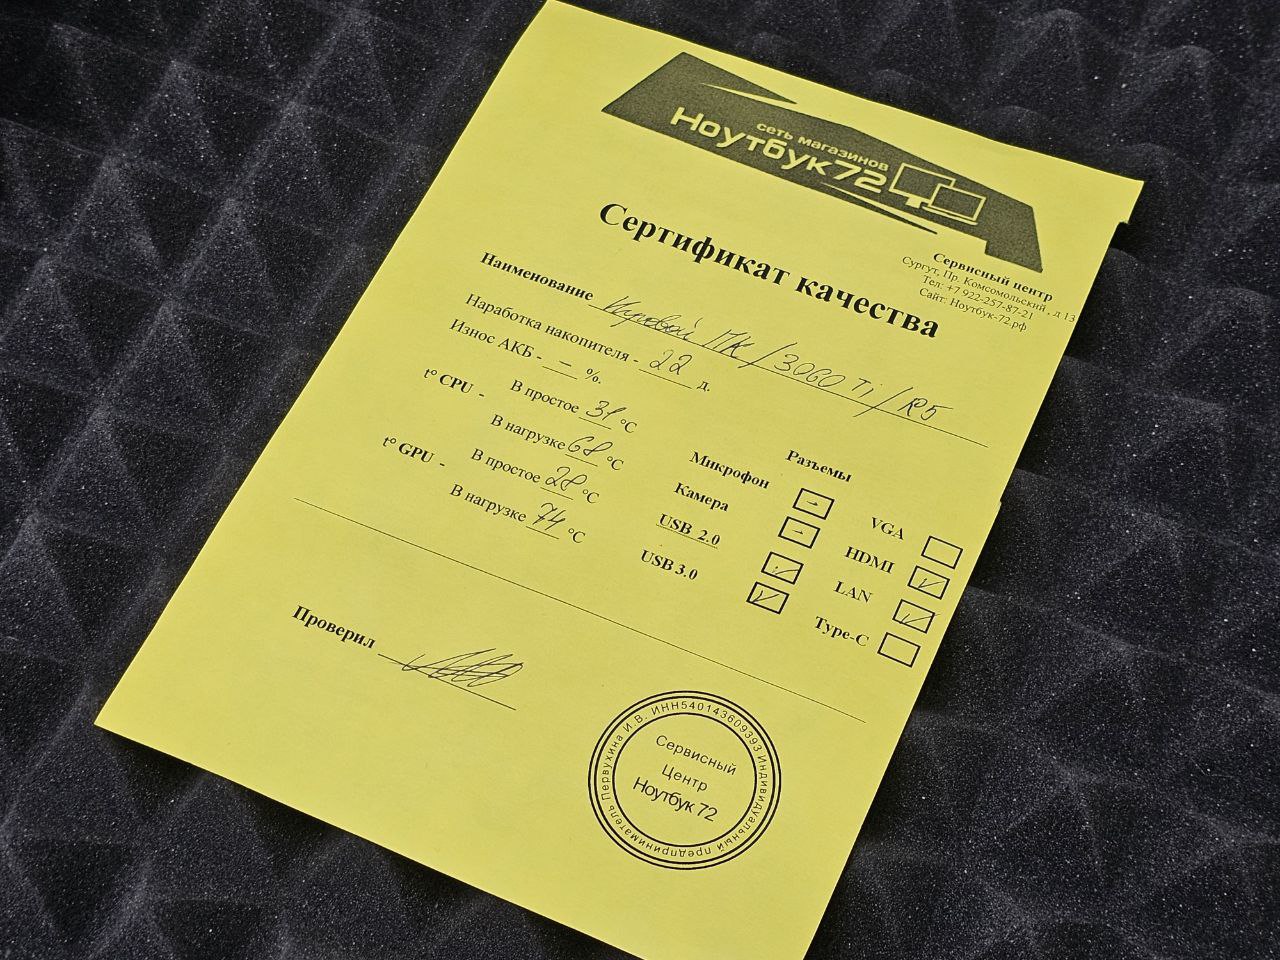 сеть магазинов
Ноутбук72
Сертификат качества
Сервисный центр
Сургут, Пр. Комсомольский , д 13
Тел: +7 922-257-87-21
Сайт: Ноутбук-72.рф
Наименование Игровой ПК / 3060 Ti / R5
Наработка накопителя - 22 д.
Износ АКБ - – %.
t° CPU - В простое 31 °C
В нагрузке 68 °C
t° GPU - В простое 28 °C
В нагрузке 74 °C
Разъемы
Микрофон -
Камера -
USB 2.0 ✓
USB 3.0 ✓
VGA
HDMI ✓
LAN ✓
Type-C
Проверил
Индивидуальный предприниматель Первухина И.В. ИНН540143609393
Сервисный
Центр
Ноутбук 72